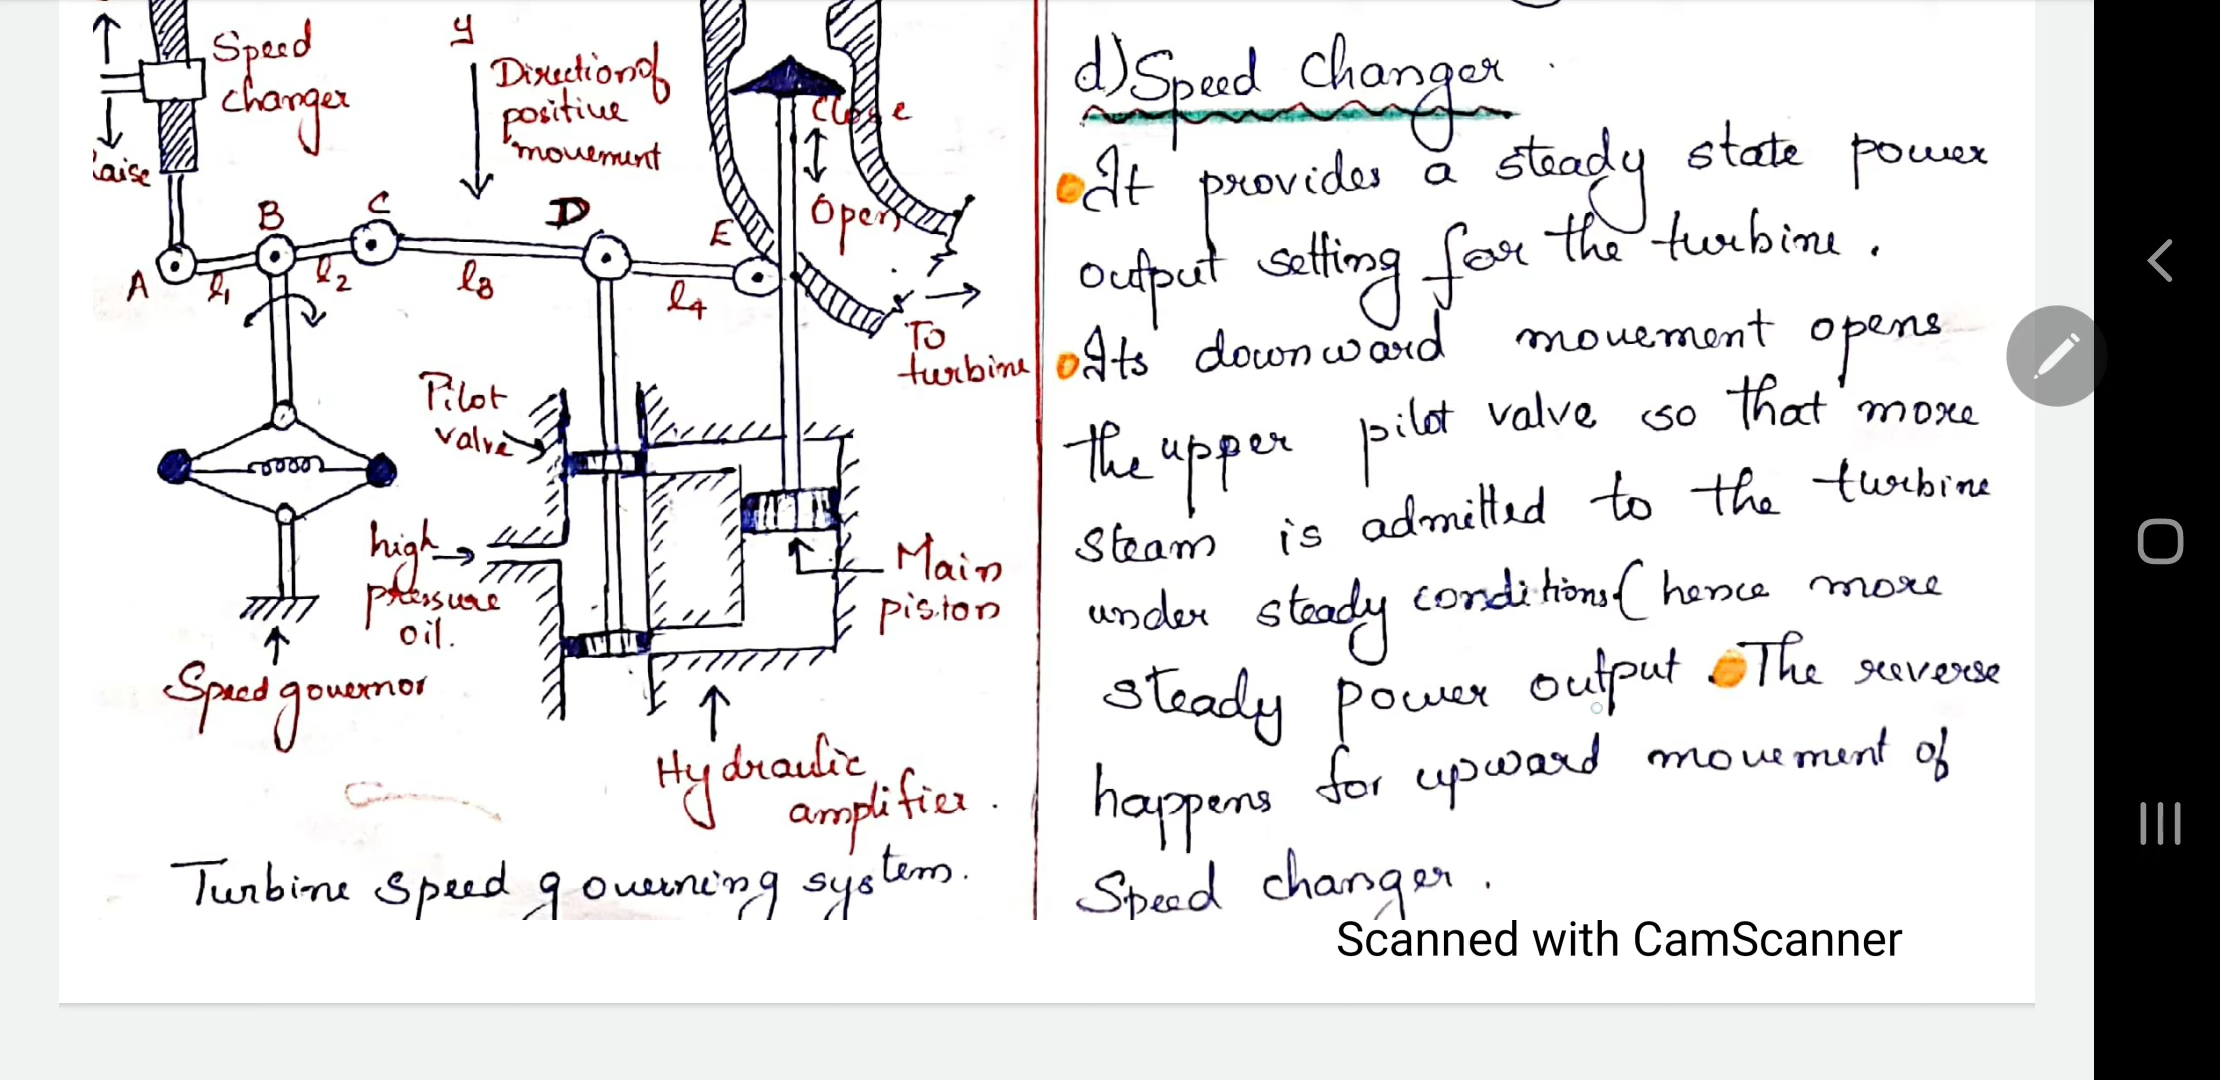 Speed
changer
y
Direction of
positive
movement
Close
Open
B
C
D
E
A
l1
l2
l3
l4
To
turbine
Pilot
valve
high
pressure
oil.
Main
piston
Speed governor
Hydraulic
amplifier.
Turbine speed governing system.
d) Speed changer.
It provides a steady state power
output setting for the turbine.
Its downward movement opens
the upper pilot valve so that more
steam is admitted to the turbine
under steady conditions (hence more
steady power output. The reverse
happens for upward movement of
Speed changer.
Scanned with CamScanner